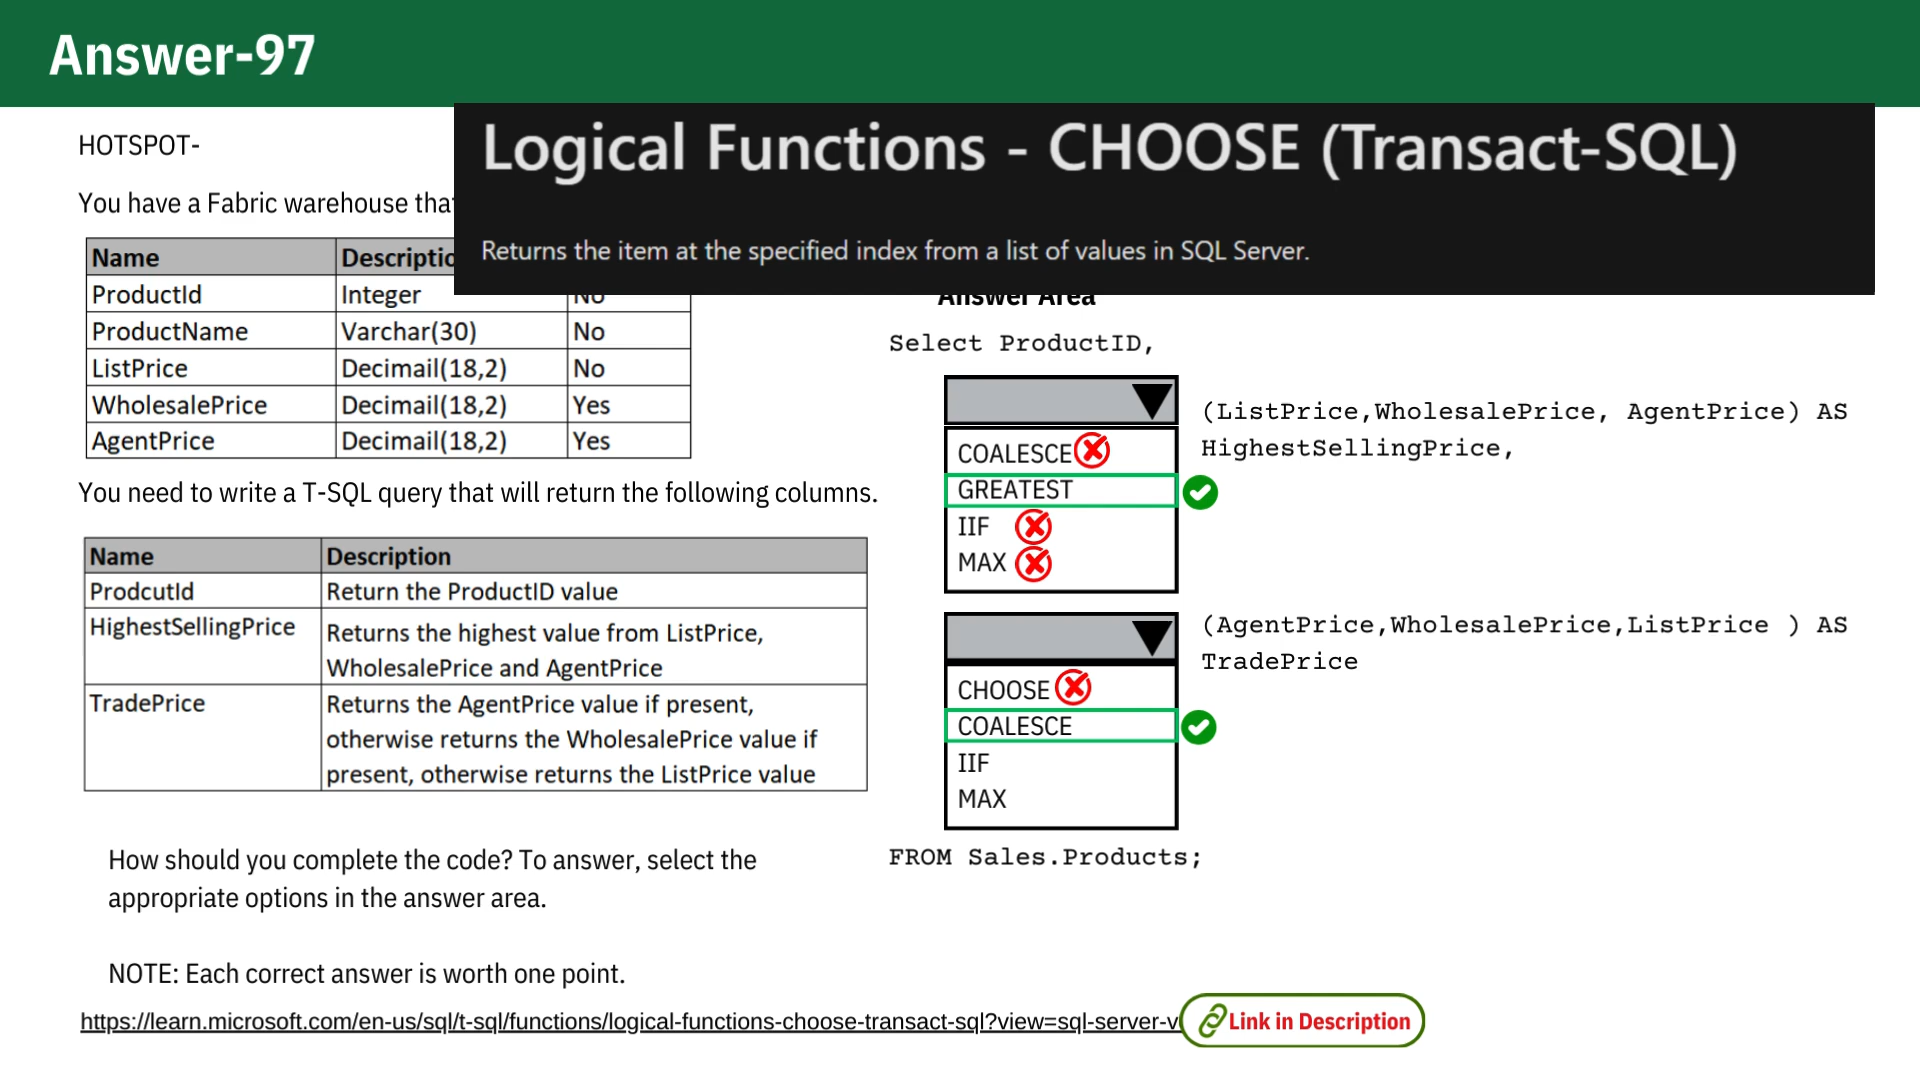 Answer-97
Logical Functions - CHOOSE (Transact-SQL)
Returns the item at the specified index from a list of values in SQL Server.
HOTSPOT-
You have a Fabric warehouse that
Name
ProductId Integer No
ProductName Varchar(30) No
ListPrice Decimail(18,2) No
WholesalePrice Decimail(18,2) Yes
AgentPrice Decimail(18,2) Yes
You need to write a T-SQL query that will return the following columns.
Name Description
ProdcutId Return the ProductID value
HighestSellingPrice Returns the highest value from ListPrice,
WholesalePrice and AgentPrice
TradePrice Returns the AgentPrice value if present,
otherwise returns the WholesalePrice value if
present, otherwise returns the ListPrice value
How should you complete the code? To answer, select the
appropriate options in the answer area.
NOTE: Each correct answer is worth one point.
Answer Area
Select ProductID,
COALESCE
GREATEST
IIF
MAX
(ListPrice,WholesalePrice, AgentPrice) AS
HighestSellingPrice,
CHOOSE
COALESCE
IIF
MAX
(AgentPrice,WholesalePrice,ListPrice ) AS
TradePrice
FROM Sales.Products;
https://learn.microsoft.com/en-us/sql/t-sql/functions/logical-functions-choose-transact-sql?view=sql-server-v
Link in Description